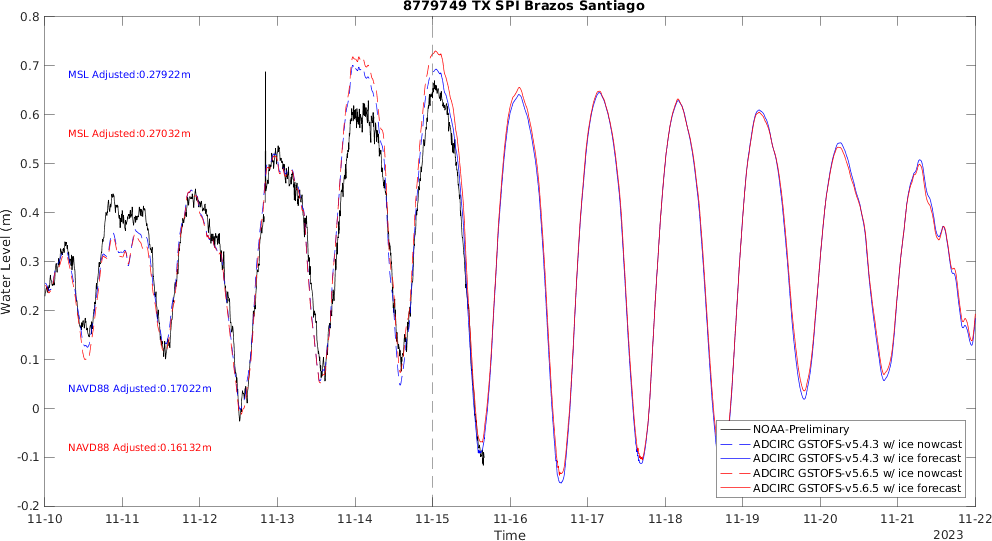 8779749 TX SPI Brazos Santiago
0.8
0.7
0.6
0.5
0.4
0.3
0.2
0.1
0
-0.1
-0.2
Water Level (m)
MSL Adjusted:0.27922m
MSL Adjusted:0.27032m
NAVD88 Adjusted:0.17022m
NAVD88 Adjusted:0.16132m
NOAA-Preliminary
ADCIRC GSTOFS-v5.4.3 w/ ice nowcast
ADCIRC GSTOFS-v5.4.3 w/ ice forecast
ADCIRC GSTOFS-v5.6.5 w/ ice nowcast
ADCIRC GSTOFS-v5.6.5 w/ ice forecast
11-10 11-11 11-12 11-13 11-14 11-15 11-16 11-17 11-18 11-19 11-20 11-21 11-22
Time
2023